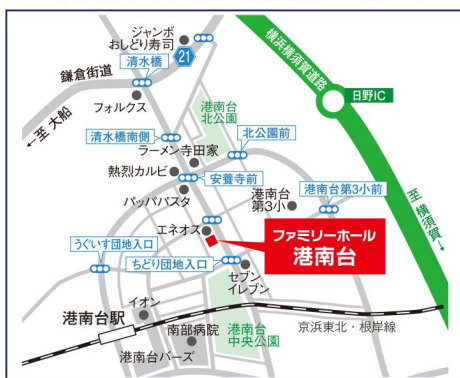 ジャンボ
おしどり寿司
21
横浜横須賀道路
鎌倉街道
清水橋
日野IC
フォルクス
港南台
北公園
←至 大船
清水橋南側
北公園前
ラーメン寺田家
熱烈カルビ
安養寺前
港南台
第3小
港南台第3小前
バッパパスタ
至 横須賀→
エネオス
ファミリーホール
港南台
うぐいす団地入口
ちどり団地入口
セブン
イレブン
イオン
港南台駅
南部病院
港南台
中央公園
京浜東北・根岸線
港南台バーズ